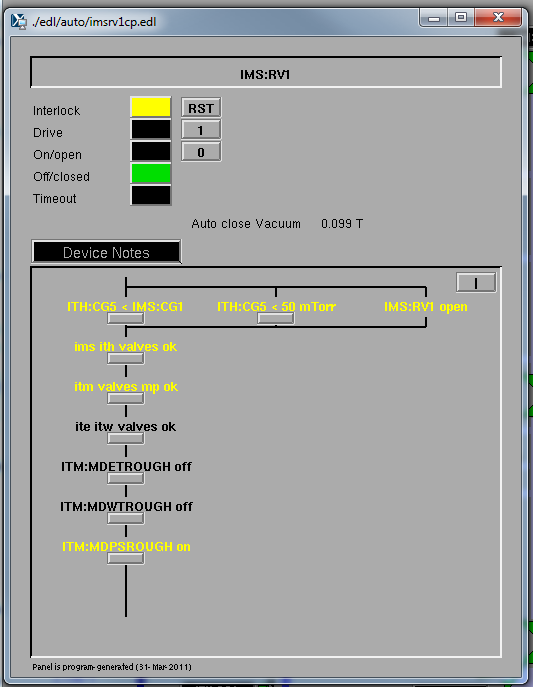 ./edl/auto/imsrv1cp.edl
IMS:RV1
Interlock RST
Drive 1
On/open 0
Off/closed
Timeout
Auto close Vacuum 0.099 T
Device Notes
I
ITH:CG5 < IMS:CG1 ITH:CG5 < 50 mTorr IMS:RV1 open
ims ith valves ok
itm valves mp ok
ite itw valves ok
ITM:MDETROUGH off
ITM:MDWTROUGH off
ITM:MDPSROUGH on
Panel is program-generated (31-Mar-2011)